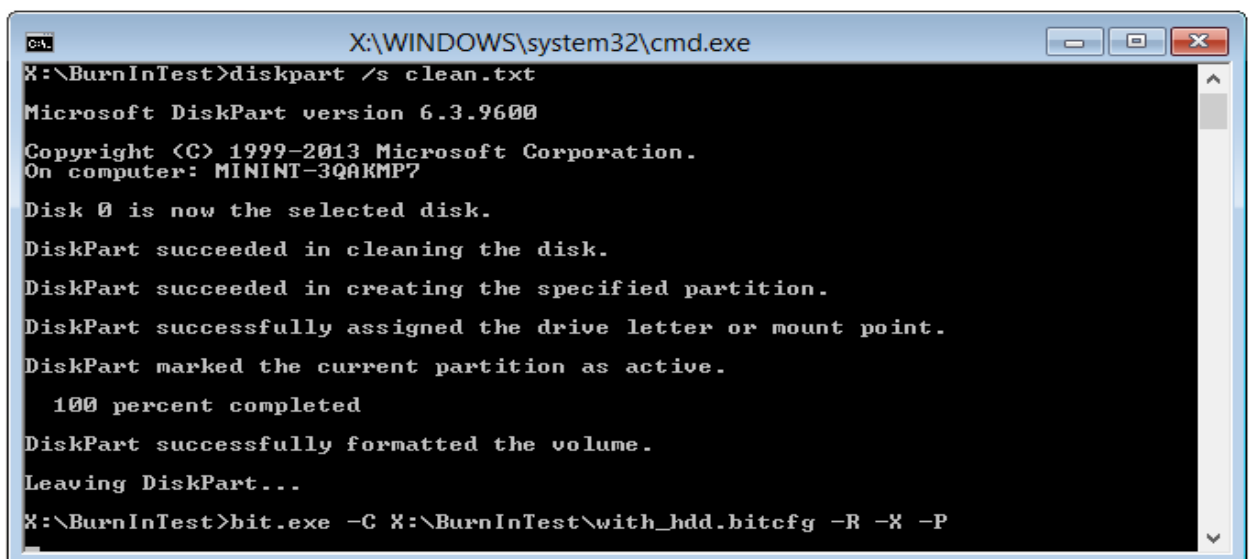 X:\WINDOWS\system32\cmd.exe
X:\BurnInTest>diskpart /s clean.txt
Microsoft DiskPart version 6.3.9600
Copyright (C) 1999-2013 Microsoft Corporation.
On computer: MININT-3QAKMP7
Disk 0 is now the selected disk.
DiskPart succeeded in cleaning the disk.
DiskPart succeeded in creating the specified partition.
DiskPart successfully assigned the drive letter or mount point.
DiskPart marked the current partition as active.
100 percent completed
DiskPart successfully formatted the volume.
Leaving DiskPart...
X:\BurnInTest>bit.exe -C X:\BurnInTest\with_hdd.bitcfg -R -X -P